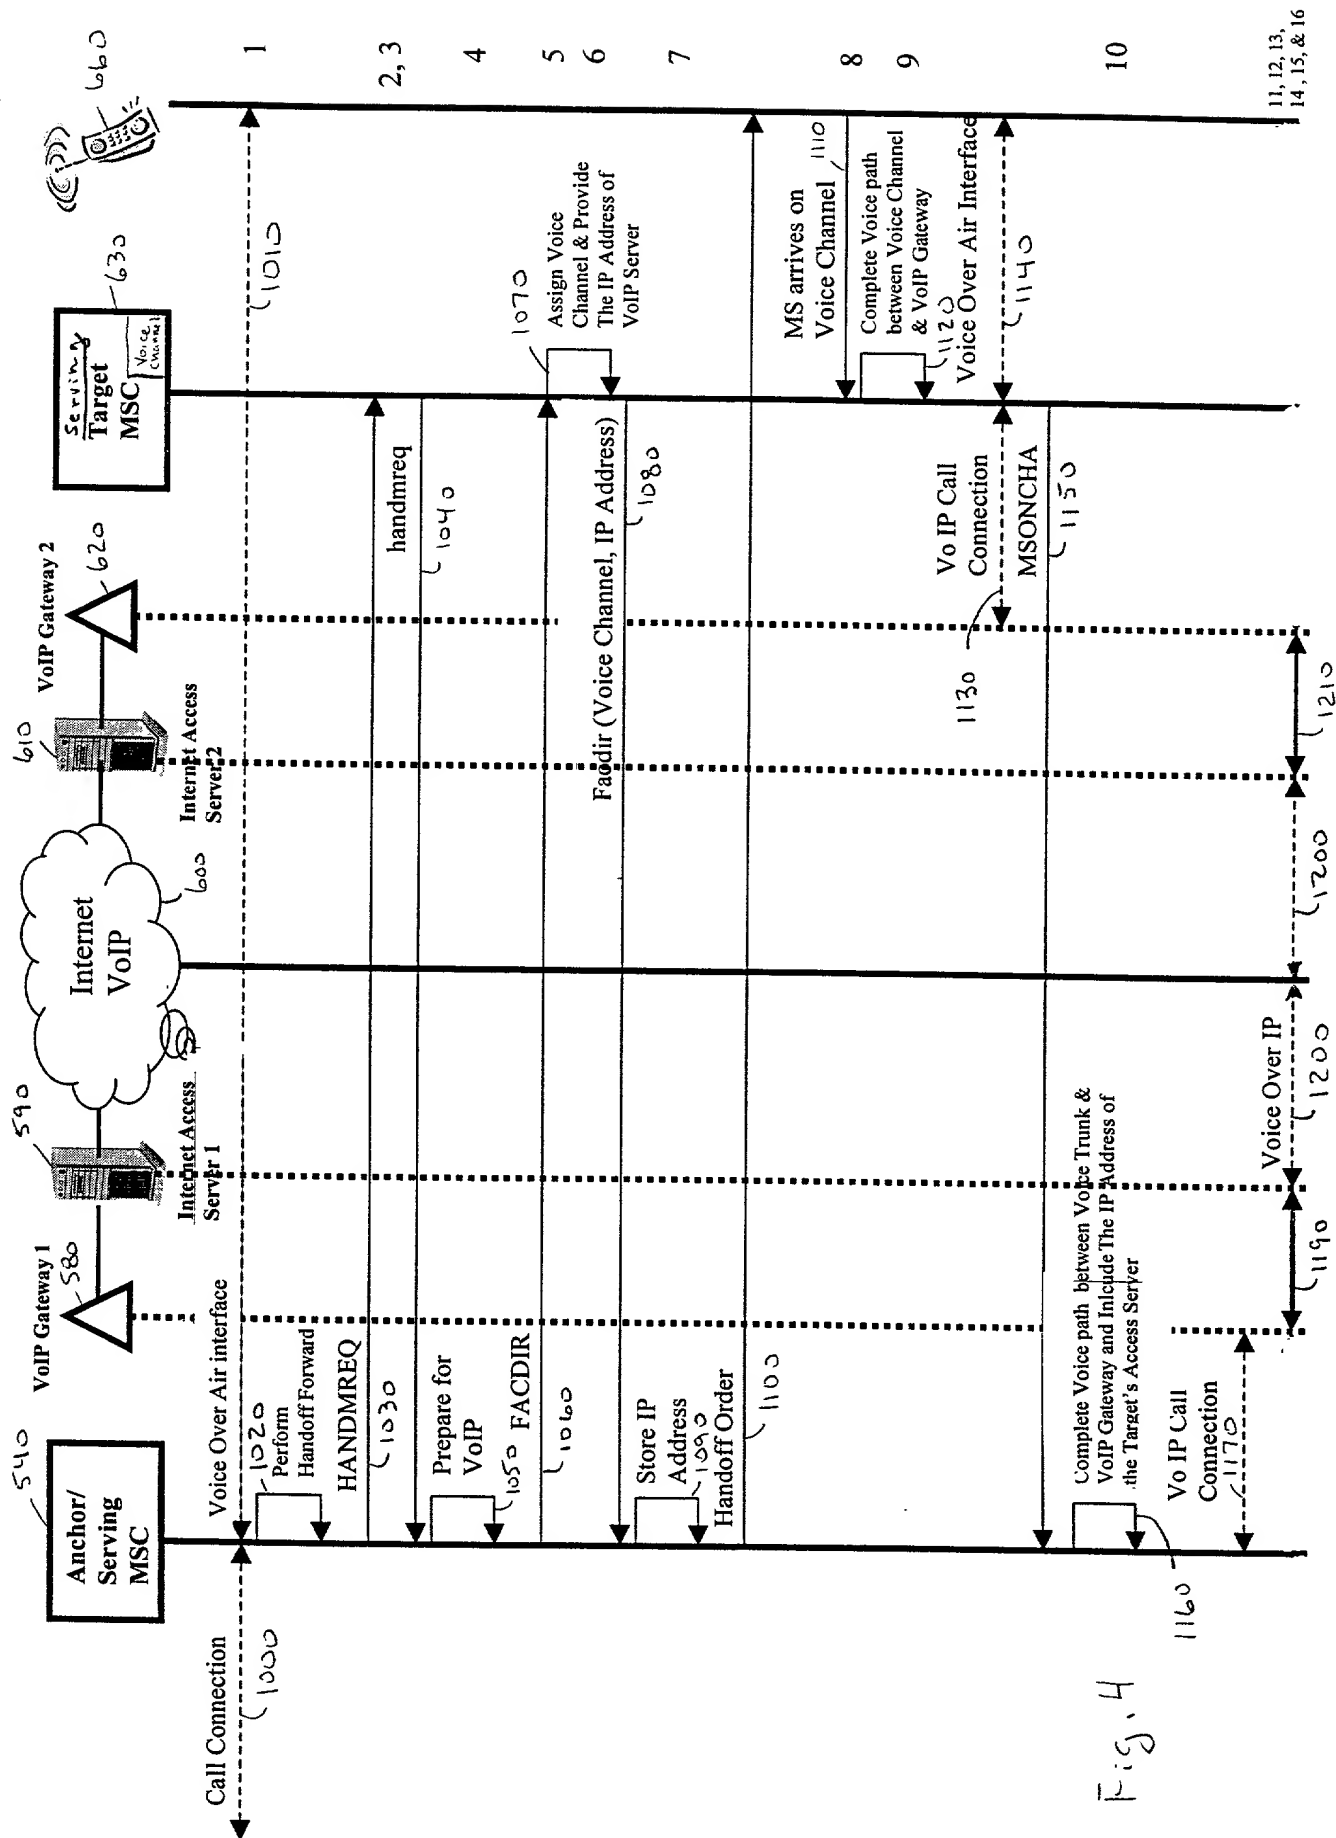 540
Anchor/
Serving
MSC
VoIP Gateway 1
580
590
Internet Access
Server 1
Internet
VoIP
600
610
Internet Access
Server 2
VoIP Gateway 2
620
Serving
Target
MSC
Voice
channel
630
660
Call Connection
1000
Voice Over Air interface
1010
1
1020
Perform
Handoff Forward
HANDMREQ
1030
2, 3
handmreq
1040
Prepare for
VoIP
1050
4
FACDIR
1060
5
1070
Assign Voice
Channel & Provide
The IP Address of
VoIP Server
6
Facdir (Voice Channel, IP Address)
1080
Store IP
Address
1090
7
Handoff Order
1100
MS arrives on
Voice Channel
1110
8
Complete Voice path
between Voice Channel
& VoIP Gateway
1120
9
Voice Over Air Interface
1140
Vo IP Call
Connection
1130
MSONCHA
1150
10
Complete Voice path between Voice Trunk &
VoIP Gateway and Inlcude The IP Address of
the Target's Access Server
1160
Vo IP Call
Connection
1170
1190
Voice Over IP
1200
1200
1210
11, 12, 13,
14, 15, & 16
Fig. 4